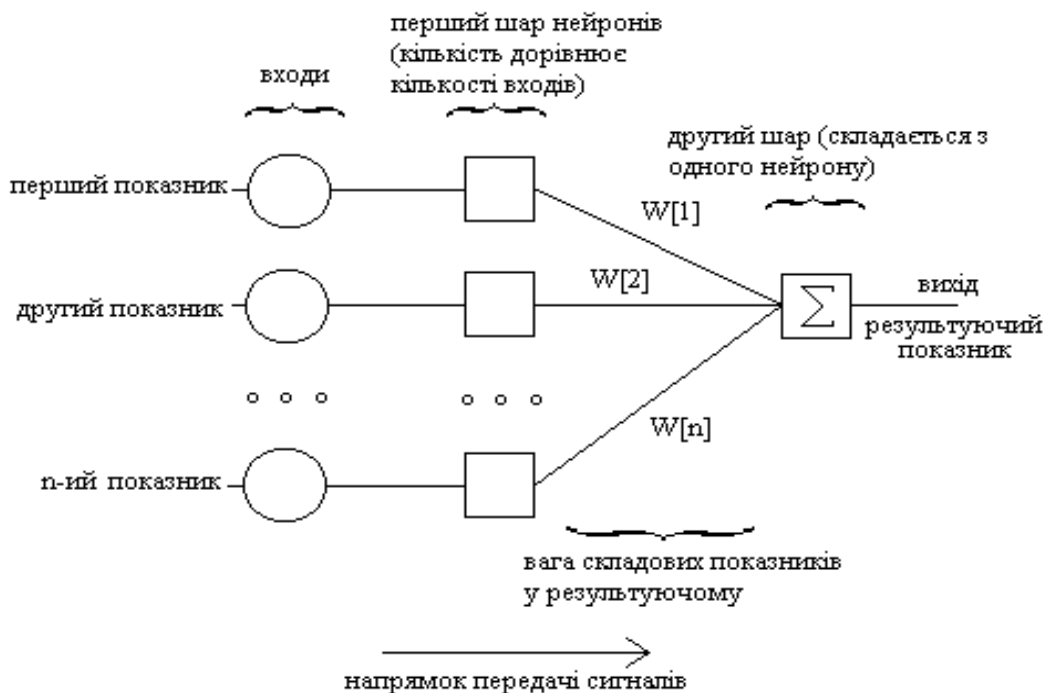 перший шар нейронів
(кількість дорівнює
кількості входів)
входи
другий шар (складається з
одного нейрону)
перший показник
W[1]
другий показник
W[2]
Σ
вихід
результуючий
показник
W[n]
n-ий показник
вага складових показників
у результуючому
напрямок передачі сигналів